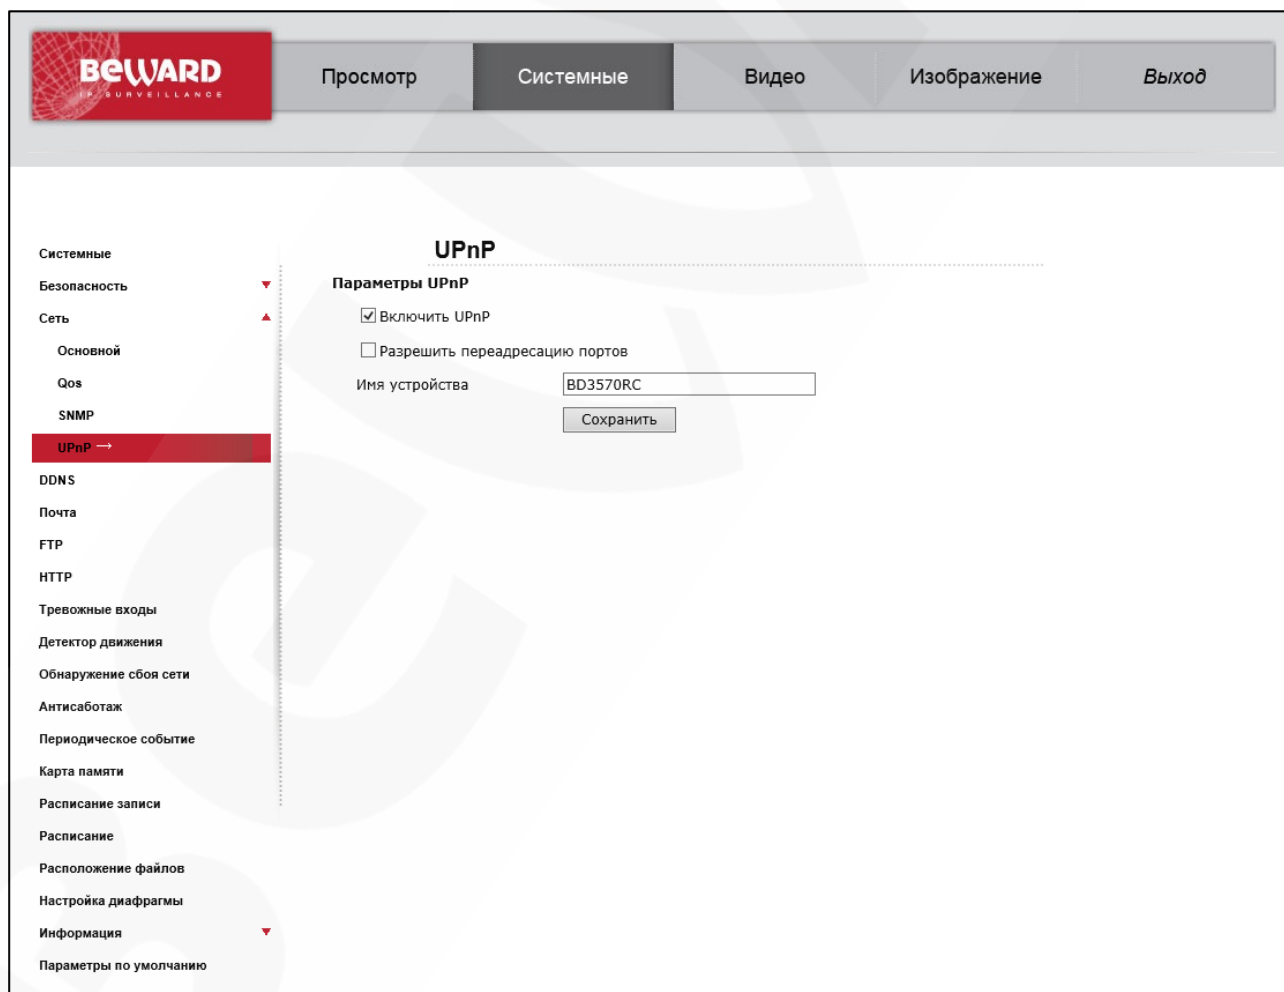 BEWARD
IP SURVEILLANCE
Просмотр
Системные
Видео
Изображение
Выход
Системные
Безопасность
Сеть
Основной
Qos
SNMP
UPnP →
DDNS
Почта
FTP
HTTP
Тревожные входы
Детектор движения
Обнаружение сбоя сети
Антисаботаж
Периодическое событие
Карта памяти
Расписание записи
Расписание
Расположение файлов
Настройка диафрагмы
Информация
Параметры по умолчанию
UPnP
Параметры UPnP
Включить UPnP
Разрешить переадресацию портов
Имя устройства
BD3570RC
Сохранить